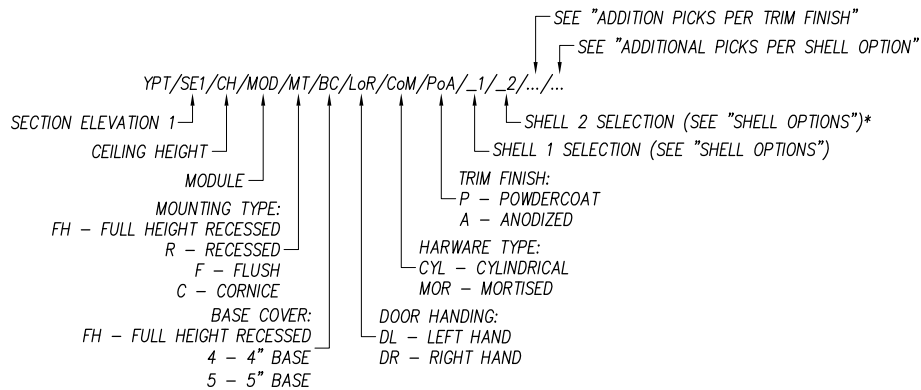 SEE "ADDITION PICKS PER TRIM FINISH"
SEE "ADDITIONAL PICKS PER SHELL OPTION"
YPT/SE1/CH/MOD/MT/BC/LoR/CoM/PoA/_1/_2/.../...
SECTION ELEVATION 1
SHELL 2 SELECTION (SEE "SHELL OPTIONS")*
CEILING HEIGHT
SHELL 1 SELECTION (SEE "SHELL OPTIONS")
MODULE
TRIM FINISH:
P – POWDERCOAT
A – ANODIZED
MOUNTING TYPE:
FH – FULL HEIGHT RECESSED
R – RECESSED
F – FLUSH
C – CORNICE
HARWARE TYPE:
CYL – CYLINDRICAL
MOR – MORTISED
BASE COVER:
FH – FULL HEIGHT RECESSED
4 – 4" BASE
5 – 5" BASE
DOOR HANDING:
DL – LEFT HAND
DR – RIGHT HAND